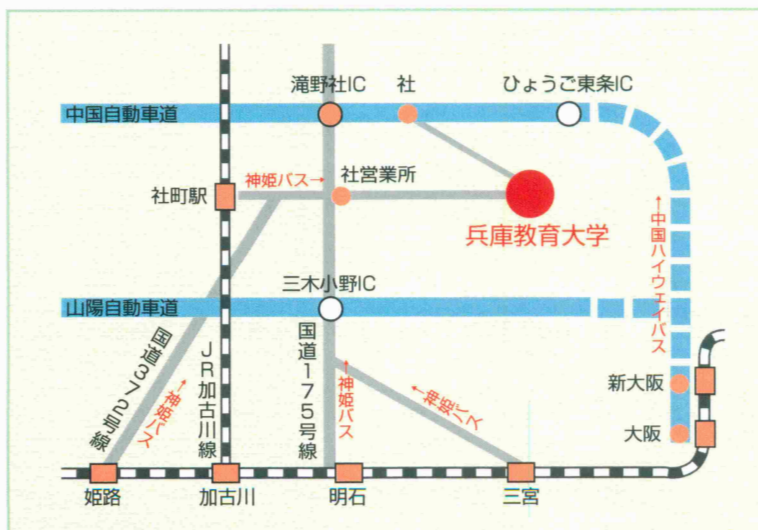 滝野社IC
社
ひょうご東条IC
中国自動車道
神姫バス→
社営業所
社町駅
兵庫教育大学
←中国ハイウェイバス
三木小野IC
山陽自動車道
国道372号線
←神姫バス
JR加古川線
国道175号線
←神姫バス
←神姫バス
新大阪
大阪
姫路
加古川
明石
三宮